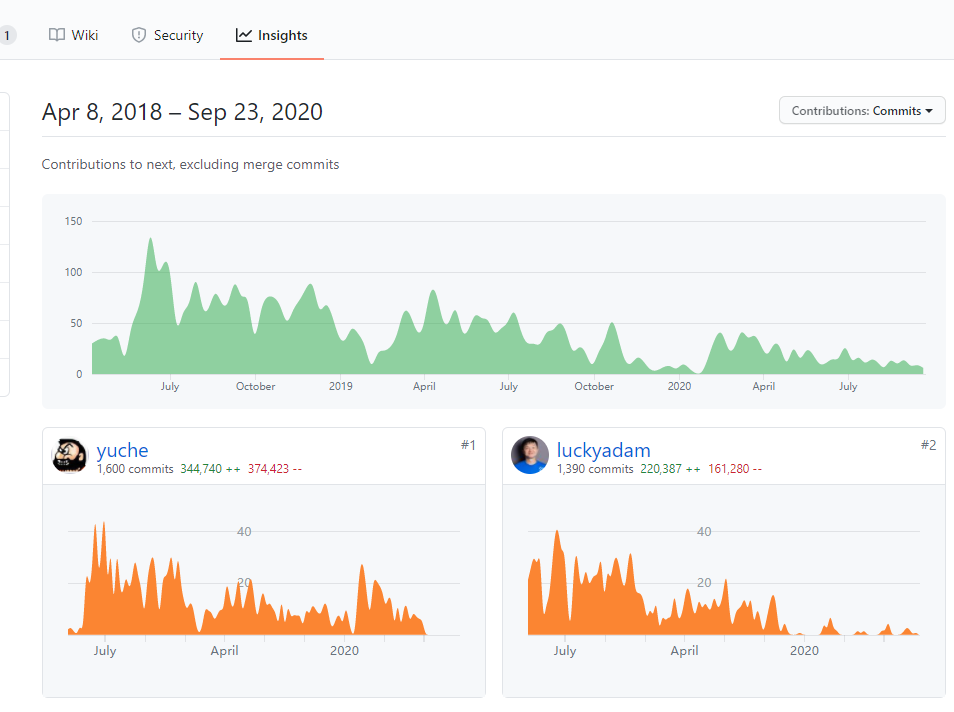 1 Wiki Security Insights
Apr 8, 2018 – Sep 23, 2020
Contributions: Commits
Contributions to next, excluding merge commits
150
100
50
0
July October 2019 April July October 2020 April July
yuche #1
1,600 commits 344,740 ++ 374,423 --
40
20
July April 2020
luckyadam #2
1,390 commits 220,387 ++ 161,280 --
40
20
July April 2020